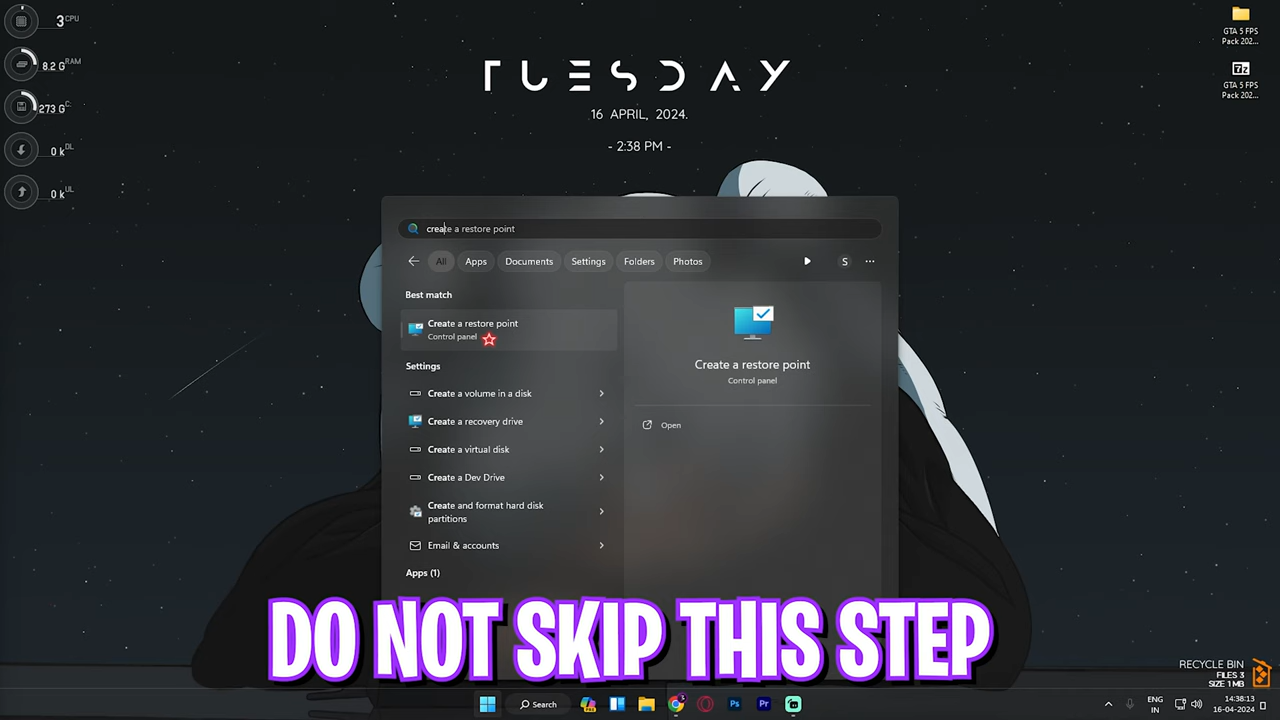 3 CPU
8.2 G RAM
273 G C:
0 k DL
0 k UL
TUESDAY
16 APRIL, 2024.
- 2:38 PM -
GTA 5 FPS
Pack 202...
7z
GTA 5 FPS
Pack 202...
create a restore point
All Apps Documents Settings Folders Photos S ...
Best match
Create a restore point
Control panel
Settings
Create a volume in a disk
Create a recovery drive
Create a virtual disk
Create a Dev Drive
Create and format hard disk
partitions
Email & accounts
Apps (1)
Create a restore point
Control panel
Open
DO NOT SKIP THIS STEP
RECYCLE BIN
FILES 3
SIZE 1 MB
Search
Ps
Pr
ENG
IN
14:38:13
16-04-2024